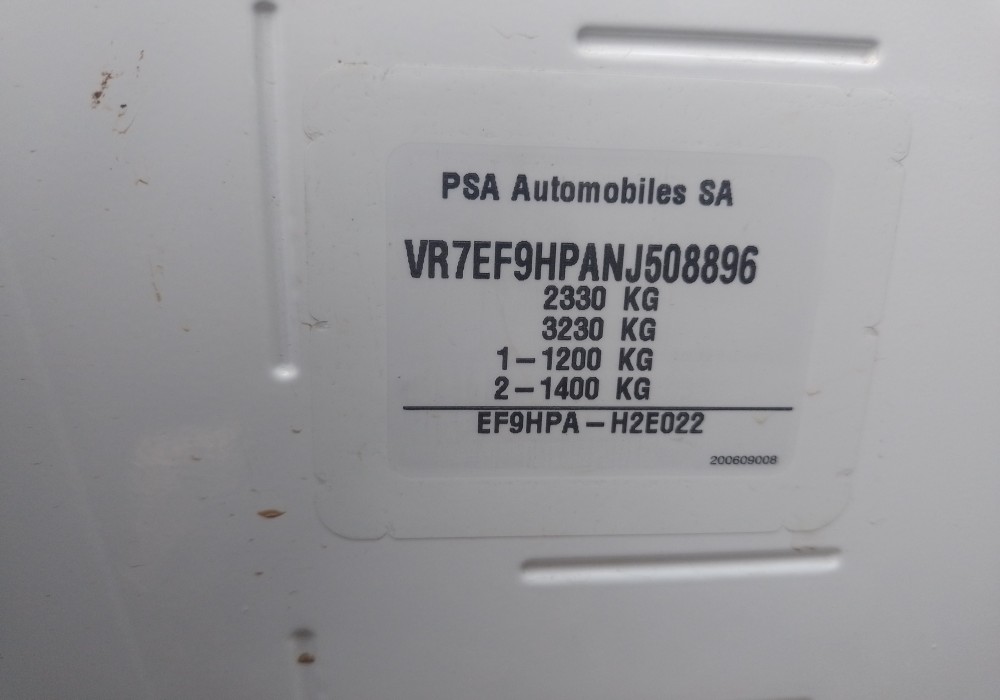 PSA Automobiles SA
VR7EF9HPANJ508896
2330 KG
3230 KG
1-1200 KG
2-1400 KG
EF9HPA-H2E022
200609008